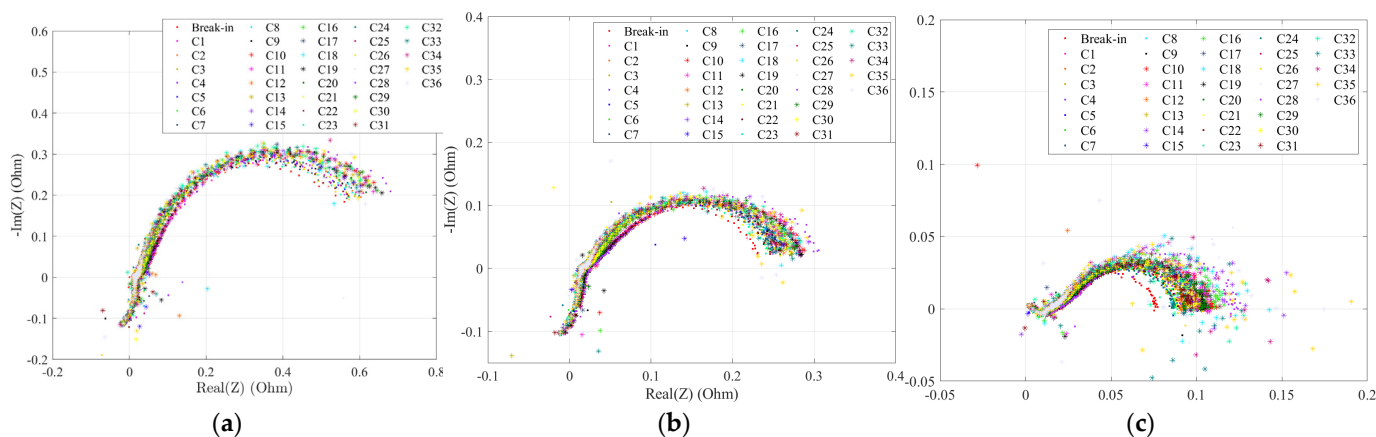 0.6
0.5
0.4
0.3
0.2
0.1
0
-0.1
-0.2
-Im(Z) (Ohm)
Break-in C8 C16 C24 C32
C1 C9 C17 C25 C33
C2 C10 C18 C26 C34
C3 C11 C19 C27 C35
C4 C12 C20 C28 C36
C5 C13 C21 C29
C6 C14 C22 C30
C7 C15 C23 C31
-0.2 0 0.2 0.4 0.6 0.8
Real(Z) (Ohm)
(a)
0.4
0.3
0.2
0.1
0
-0.1
-Im(Z) (Ohm)
Break-in C8 C16 C24 C32
C1 C9 C17 C25 C33
C2 C10 C18 C26 C34
C3 C11 C19 C27 C35
C4 C12 C20 C28 C36
C5 C13 C21 C29
C6 C14 C22 C30
C7 C15 C23 C31
-0.1 0 0.1 0.2 0.3 0.4
Real(Z) (Ohm)
(b)
0.2
0.15
0.10
0.05
0
-0.05
Break-in C8 C16 C24 C32
C1 C9 C17 C25 C33
C2 C10 C18 C26 C34
C3 C11 C19 C27 C35
C4 C12 C20 C28 C36
C5 C13 C21 C29
C6 C14 C22 C30
C7 C15 C23 C31
-0.05 0 0.05 0.1 0.15 0.2
(c)